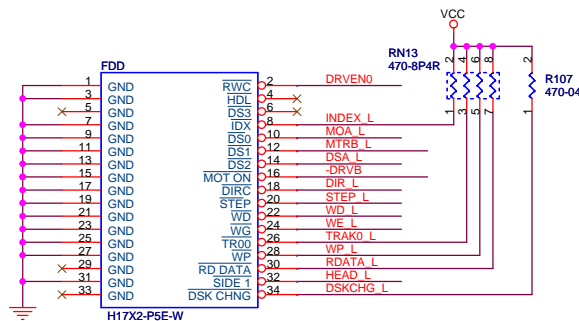 VCC
FDD
RN13
470-8P4R
R107
470-04
2
4
6
8
2
1
3
5
7
1
1 GND RWC 2 DRVEN0
3 GND HDL 4
5 GND DS3 6
7 GND IDX 8 INDEX_L
9 GND DS0 10 MOA_L
11 GND DS1 12 MTRB_L
13 GND DS2 14 DSA_L
15 GND MOT ON 16 -DRVB
17 GND DIRC 18 DIR_L
19 GND STEP 20 STEP_L
21 GND WD 22 WD_L
23 GND WG 24 WE_L
25 GND TR00 26 TRAK0_L
27 GND WP 28 WP_L
29 GND RD DATA 30 RDATA_L
31 GND SIDE 1 32 HEAD_L
33 GND DSK CHNG 34 DSKCHG_L
H17X2-P5E-W